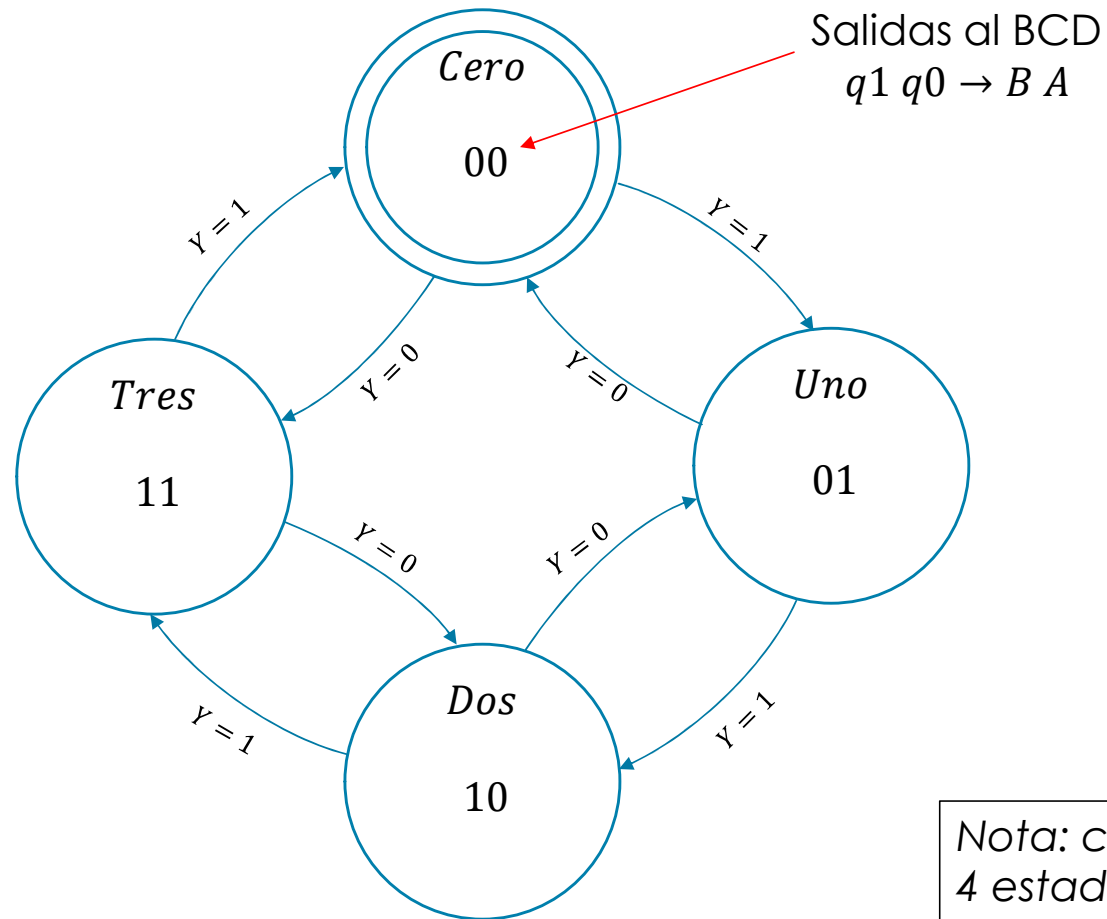 Salidas al BCD
q1 q0 → B A
Cero
00
Y = 1
Y = 1
Y = 0
Y = 0
Tres
11
Uno
01
Y = 0
Y = 0
Y = 1
Y = 1
Dos
10
Nota: c
4 estad